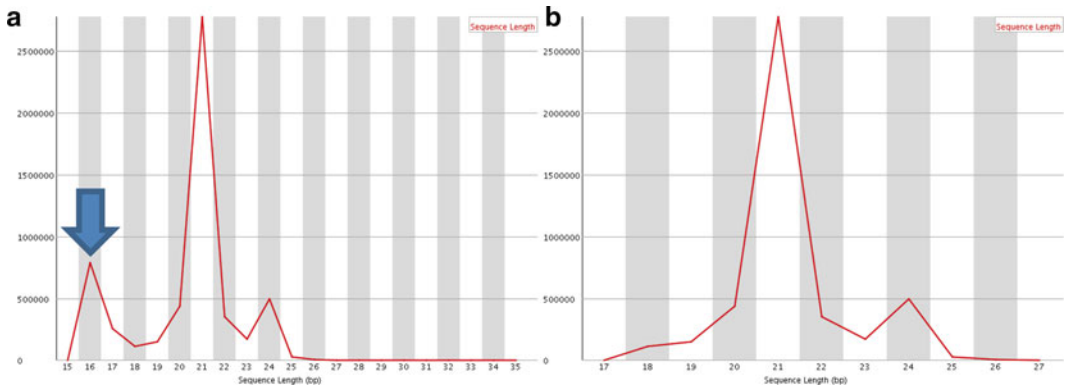 a
Sequence Length
2500000
2000000
1500000
1000000
500000
0
15 16 17 18 19 20 21 22 23 24 25 26 27 28 29 30 31 32 33 34 35
Sequence Length (bp)
b
Sequence Length
2500000
2000000
1500000
1000000
500000
0
17 18 19 20 21 22 23 24 25 26 27
Sequence Length (bp)